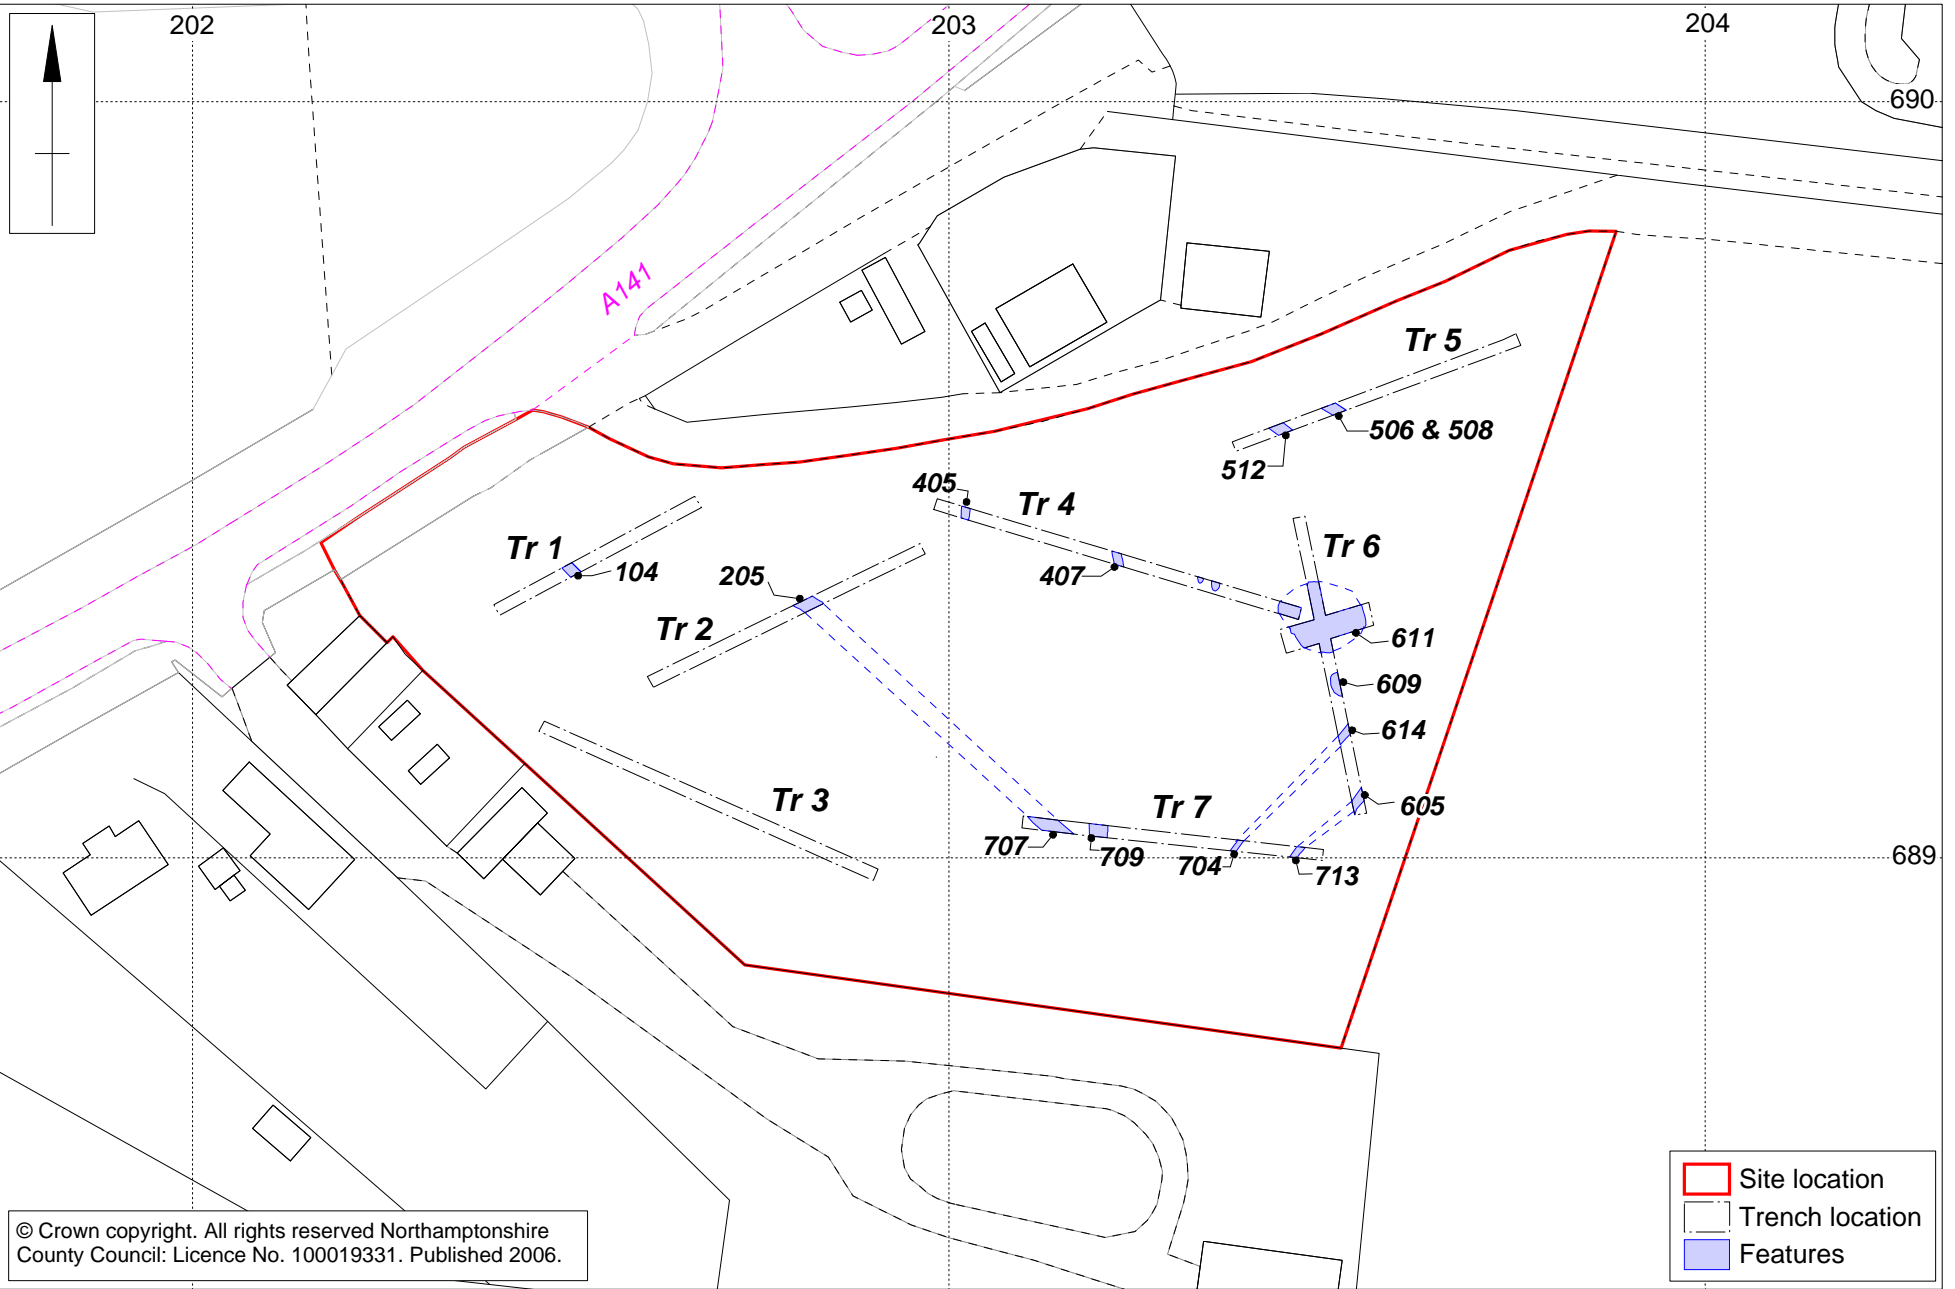 202
203
204
690
A141
Tr 5
506 & 508
512
405
Tr 4
Tr 1
104
205
407
Tr 6
Tr 2
611
609
614
Tr 3
Tr 7
605
707
709
704
713
689
Site location
Trench location
Features
© Crown copyright. All rights reserved Northamptonshire
County Council: Licence No. 100019331. Published 2006.